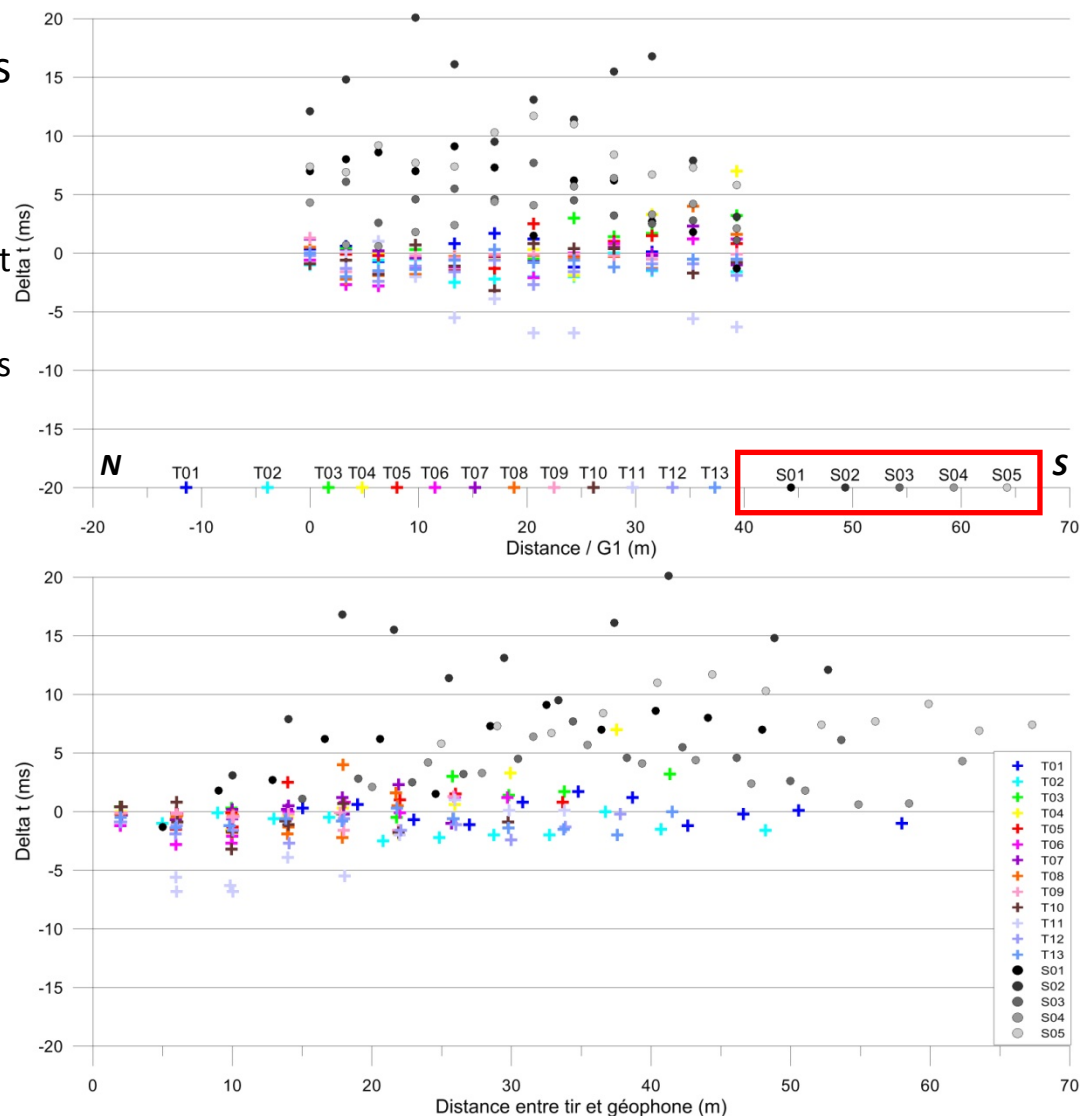 20
S
15
10
5
t
0
-5
s
-10
-15
N T01 T02 T03 T04 T05 T06 T07 T08 T09 T10 T11 T12 T13 S01 S02 S03 S04 S05 S
-20
-20 -10 0 10 20 30 40 50 60 70
Distance / G1 (m)
Delta t (ms)
20
15
10
5
0
-5
-10
-15
-20
Delta t (ms)
T01
T02
T03
T04
T05
T06
T07
T08
T09
T10
T11
T12
T13
S01
S02
S03
S04
S05
0 10 20 30 40 50 60 70
Distance entre tir et géophone (m)